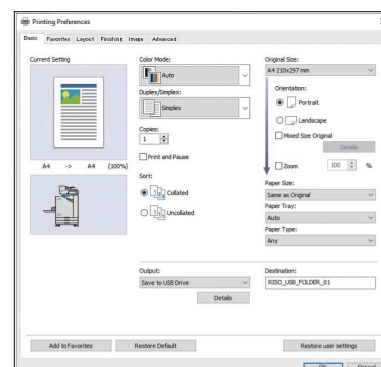 Printing Preferences
Basic Favorites Layout Finishing Image Advanced
Current Setting
A4 -> A4 (100%)
Color Mode:
Auto
Duplex/Simplex:
Simplex
Copies:
1
Print and Pause
Sort:
Collated
Uncollated
Original Size:
A4 210x297 mm
Orientation:
Portrait
Landscape
Mixed Size Original
Details
Zoom 100 %
Paper Size:
Same as Original
Paper Tray:
Auto
Paper Type:
Any
Output:
Save to USB Drive
Details
Destination:
RISO_USB_FOLDER_01
Add to Favorites Restore Default Restore user settings